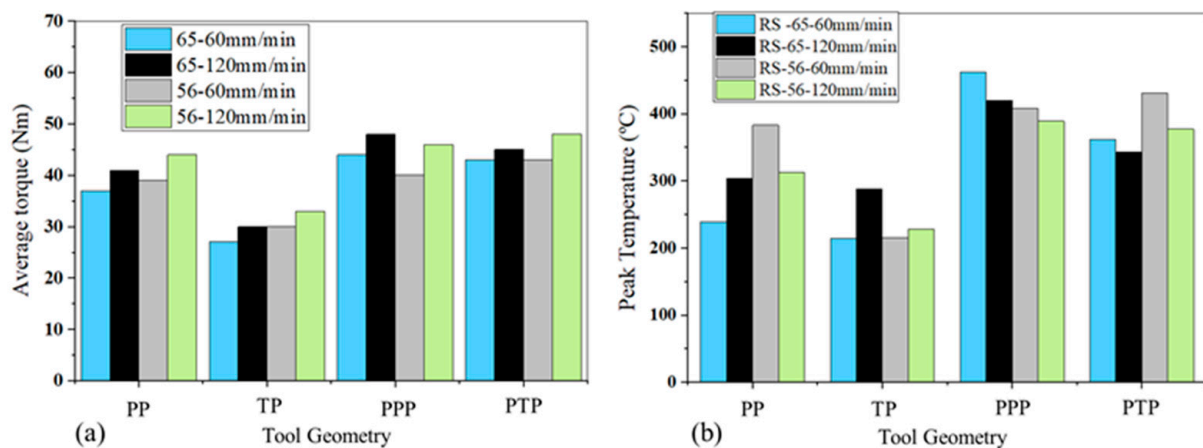 70
60
50
40
30
20
10
0
Average torque (Nm)
65-60mm/min
65-120mm/min
56-60mm/min
56-120mm/min
PP TP PPP PTP
Tool Geometry
(a)
500
400
300
200
100
0
Peak Temperature (ºC)
RS -65-60mm/min
RS-65-120mm/min
RS-56-60mm/min
RS-56-120mm/min
PP TP PPP PTP
Tool Geometry
(b)